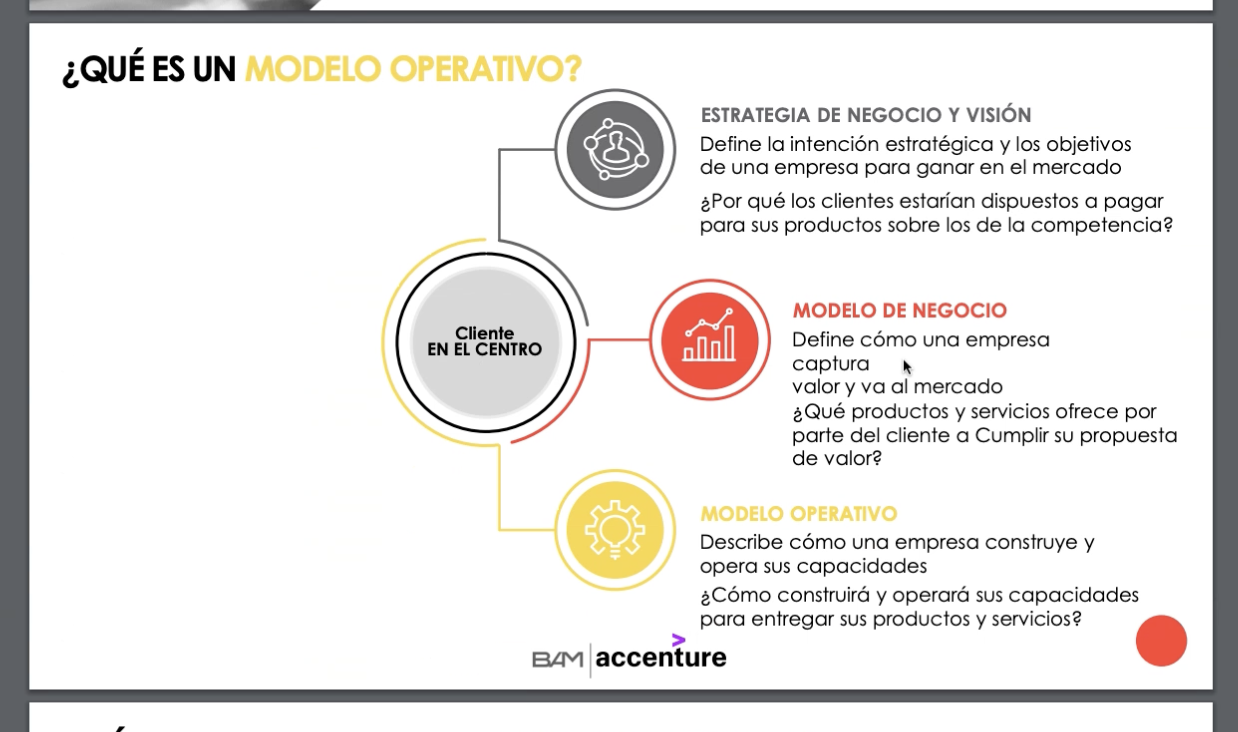 ¿QUÉ ES UN MODELO OPERATIVO?
ESTRATEGIA DE NEGOCIO Y VISIÓN
Define la intención estratégica y los objetivos
de una empresa para ganar en el mercado
¿Por qué los clientes estarían dispuestos a pagar
para sus productos sobre los de la competencia?
Cliente
EN EL CENTRO
MODELO DE NEGOCIO
Define cómo una empresa
captura
valor y va al mercado
¿Qué productos y servicios ofrece por
parte del cliente a Cumplir su propuesta
de valor?
MODELO OPERATIVO
Describe cómo una empresa construye y
opera sus capacidades
¿Cómo construirá y operará sus capacidades
para entregar sus productos y servicios?
BAM accenture